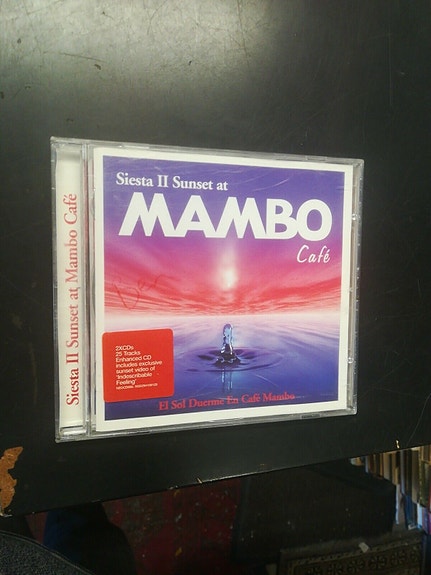 Siesta II Sunset at Mambo Café
Siesta II Sunset at
MAMBO
Café
2XCDs
25 Tracks
Enhanced CD
includes exclusive
sunset video of
"Indescribable
Feeling"
El Sol Duerme En Café Mambo